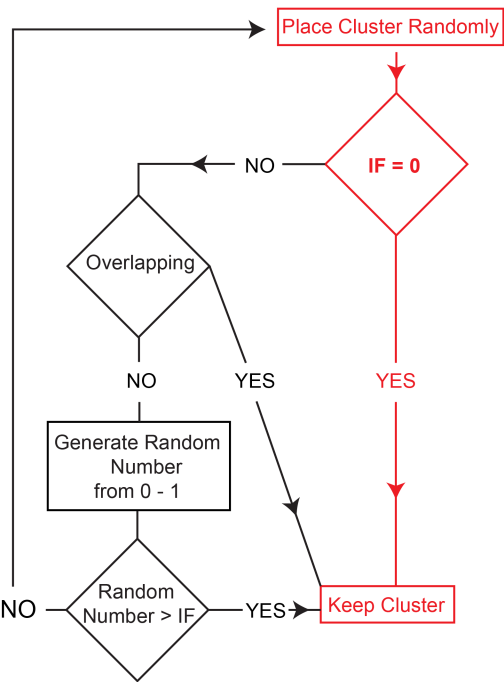 Place Cluster Randomly
IF = 0
NO
Overlapping
NO
YES
YES
Generate Random
Number
from 0 - 1
Random
Number > IF
NO
YES
Keep Cluster